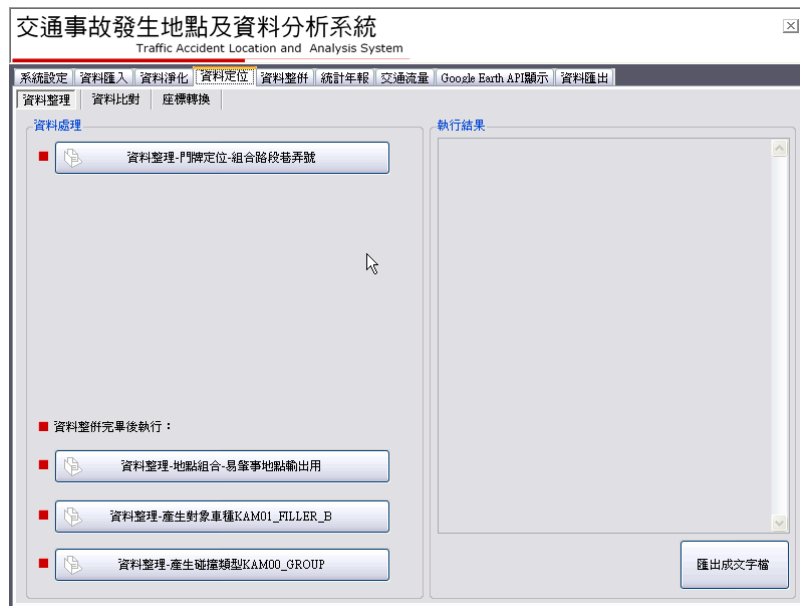 交通事故發生地點及資料分析系統
Traffic Accident Location and Analysis System
系統設定 資料匯入 資料淨化 資料定位 資料整併 統計年報 交通流量 Google Earth API顯示 資料匯出
資料整理 資料比對 座標轉換
資料處理
執行結果
資料整理-門牌定位-組合路段巷弄號
資料整併完畢後執行：
資料整理-地點組合-易肇事地點輸出用
資料整理-產生對象車種KAM01_FILLER_B
資料整理-產生碰撞類型KAM00_GROUP
匯出成文字檔